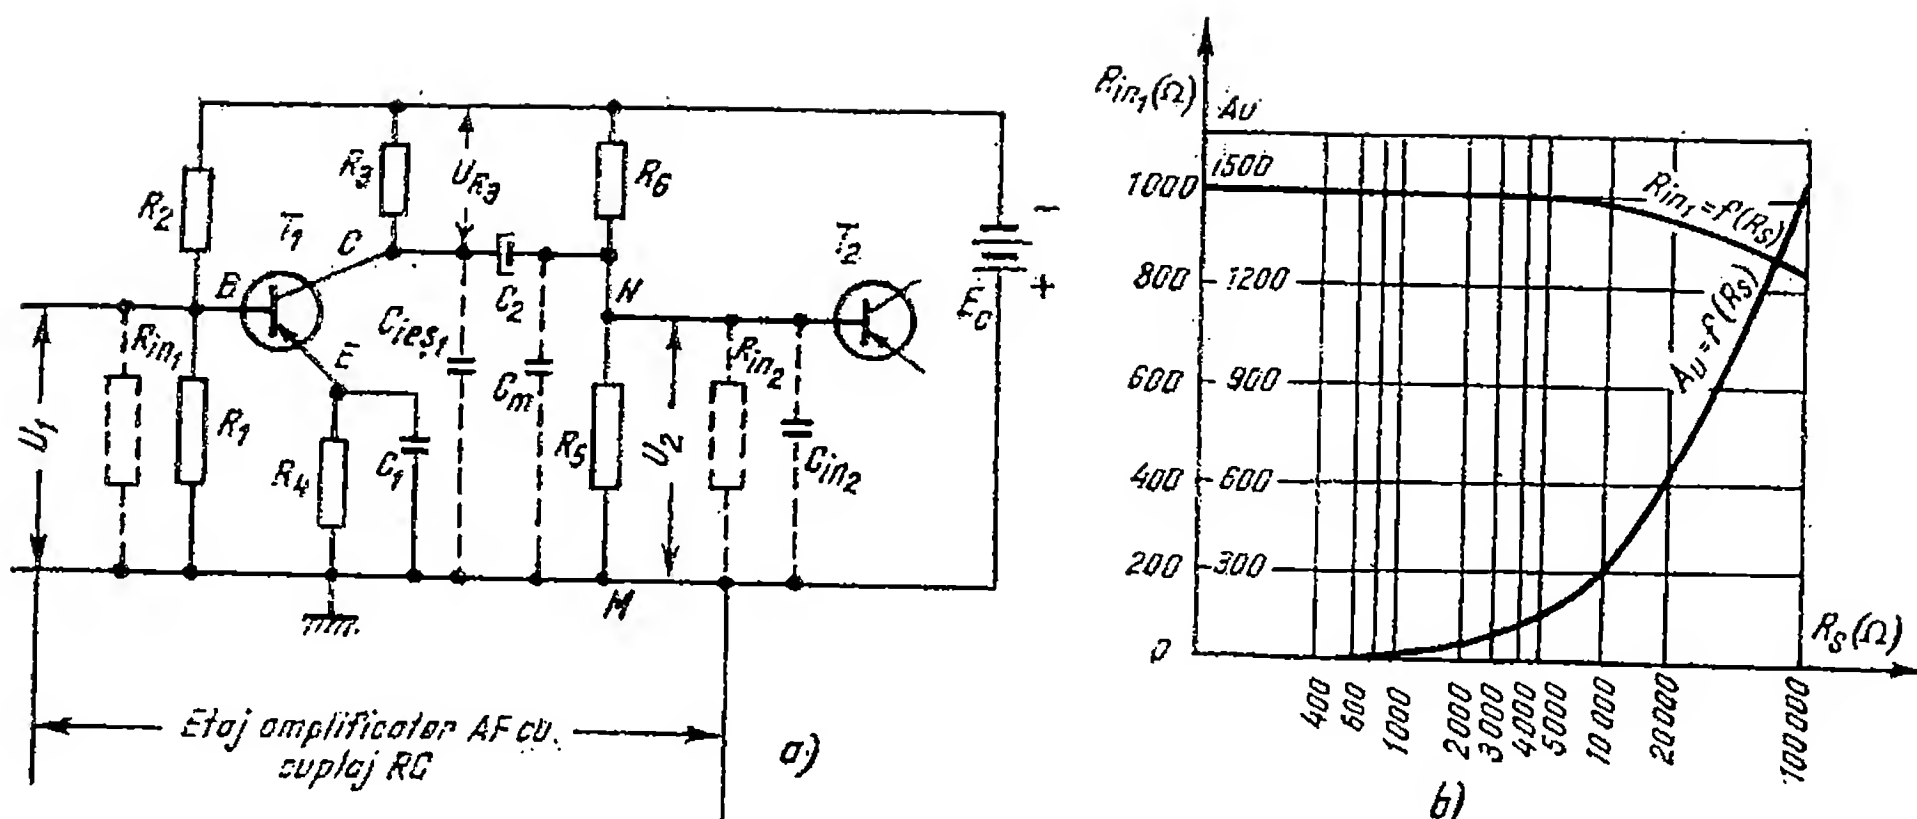 R2
R3
UR3
R6
T1
C
B
E
Rin1
R1
U1
R4
C1
Cieș1
C2
Cm
N
R5
U2
Rin2
Cin2
T2
−
+
Ec
M
Etaj amplificator AF cu
cuplaj RC
a)
Rin1(Ω)
Au
1000
1500
800
1200
600
900
400
600
200
300
0
Rin1=f(Rs)
Au=f(Rs)
Rs(Ω)
400
600
1000
2000
3000
4000
5000
10 000
20 000
100 000
b)